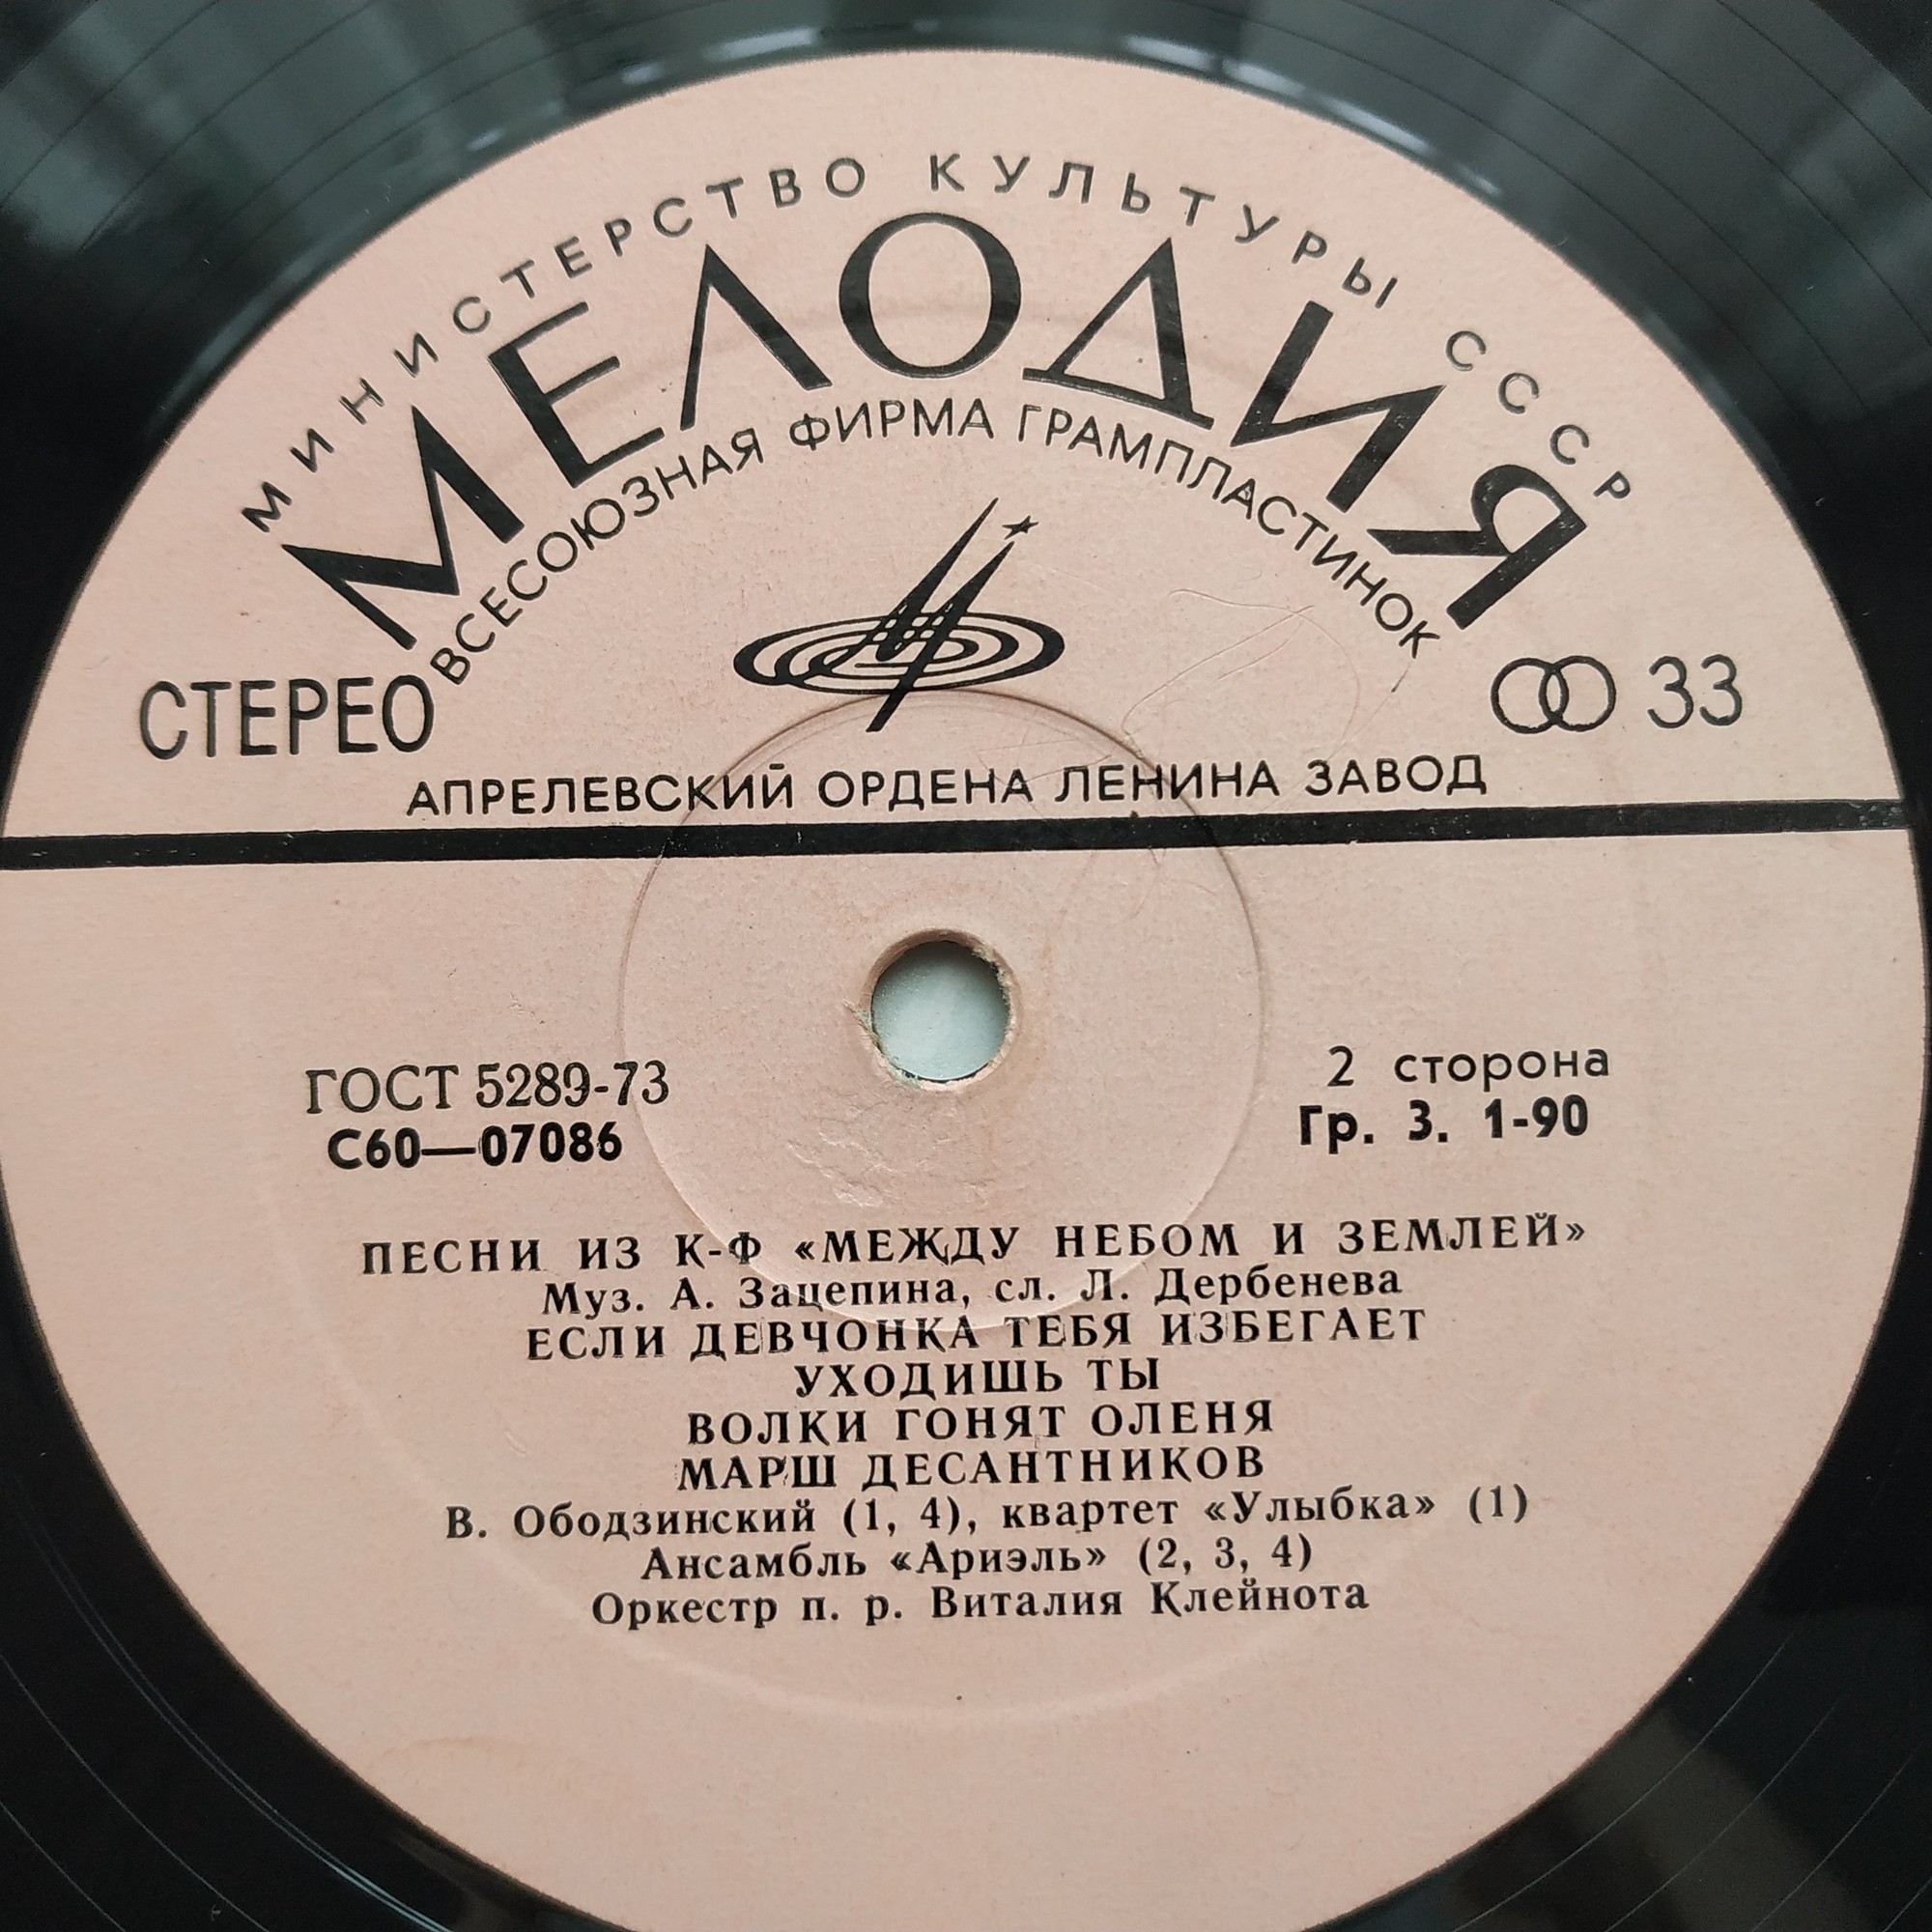 МИНИСТЕРСТВО КУЛЬТУРЫ СССР
МЕЛОДИЯ
ВСЕСОЮЗНАЯ ФИРМА ГРАМПЛАСТИНОК
СТЕРЕО
33
АПРЕЛЕВСКИЙ ОРДЕНА ЛЕНИНА ЗАВОД
ГОСТ 5289-73
С60—07086
2 сторона
Гр. 3. 1-90
ПЕСНИ ИЗ К-Ф «МЕЖДУ НЕБОМ И ЗЕМЛЕЙ»
Муз. А. Зацепина, сл. Л. Дербенева
ЕСЛИ ДЕВЧОНКА ТЕБЯ ИЗБЕГАЕТ
УХОДИШЬ ТЫ
ВОЛКИ ГОНЯТ ОЛЕНЯ
МАРШ ДЕСАНТНИКОВ
В. Ободзинский (1, 4), квартет «Улыбка» (1)
Ансамбль «Ариэль» (2, 3, 4)
Оркестр п. р. Виталия Клейнота